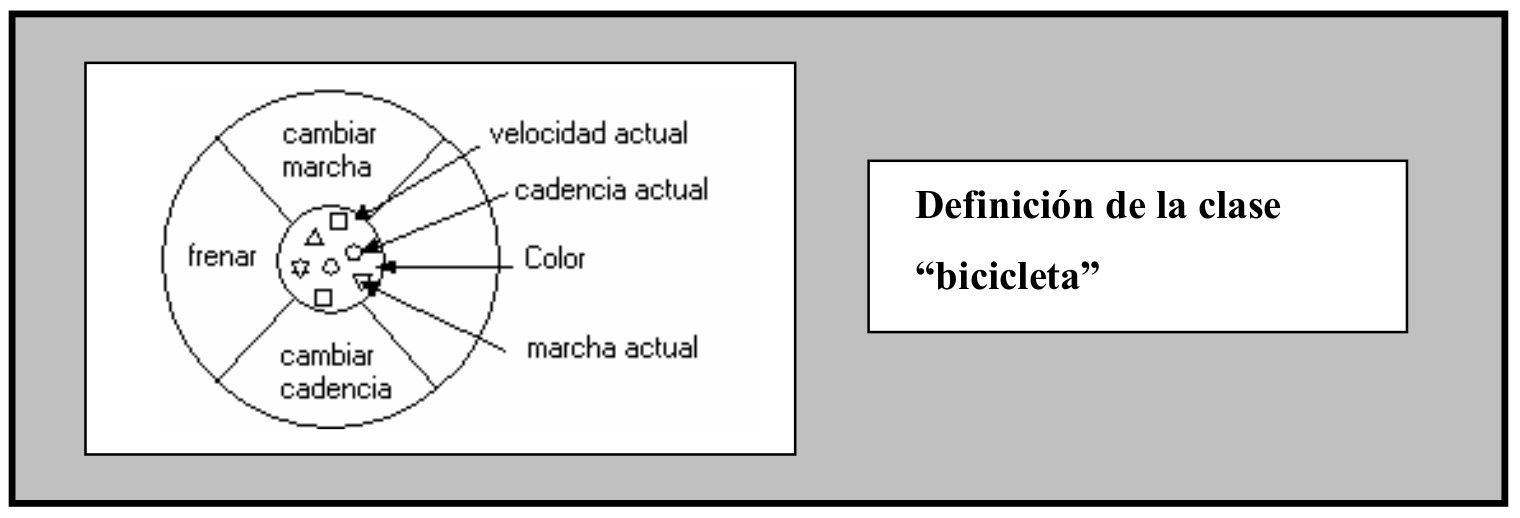 cambiar
marcha
velocidad actual
cadencia actual
frenar
Color
marcha actual
cambiar
cadencia
Definición de la clase
“bicicleta”